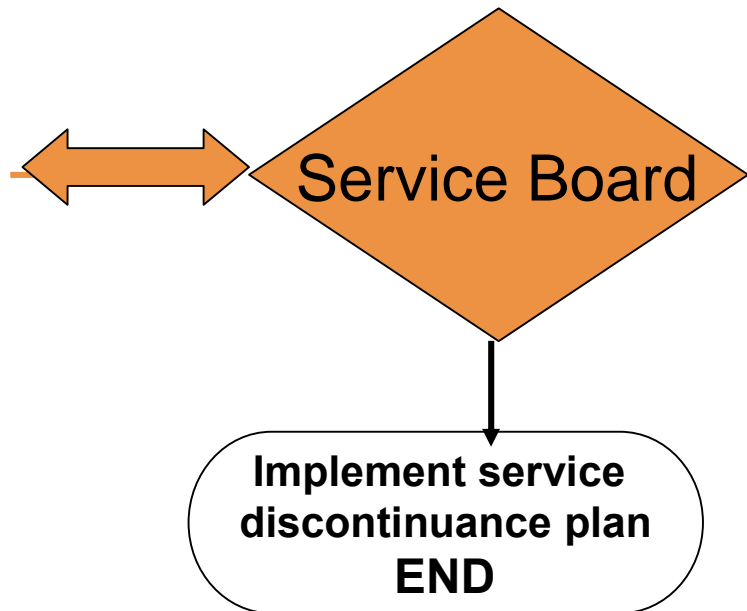 Service Board
Implement service
discontinuance plan
END